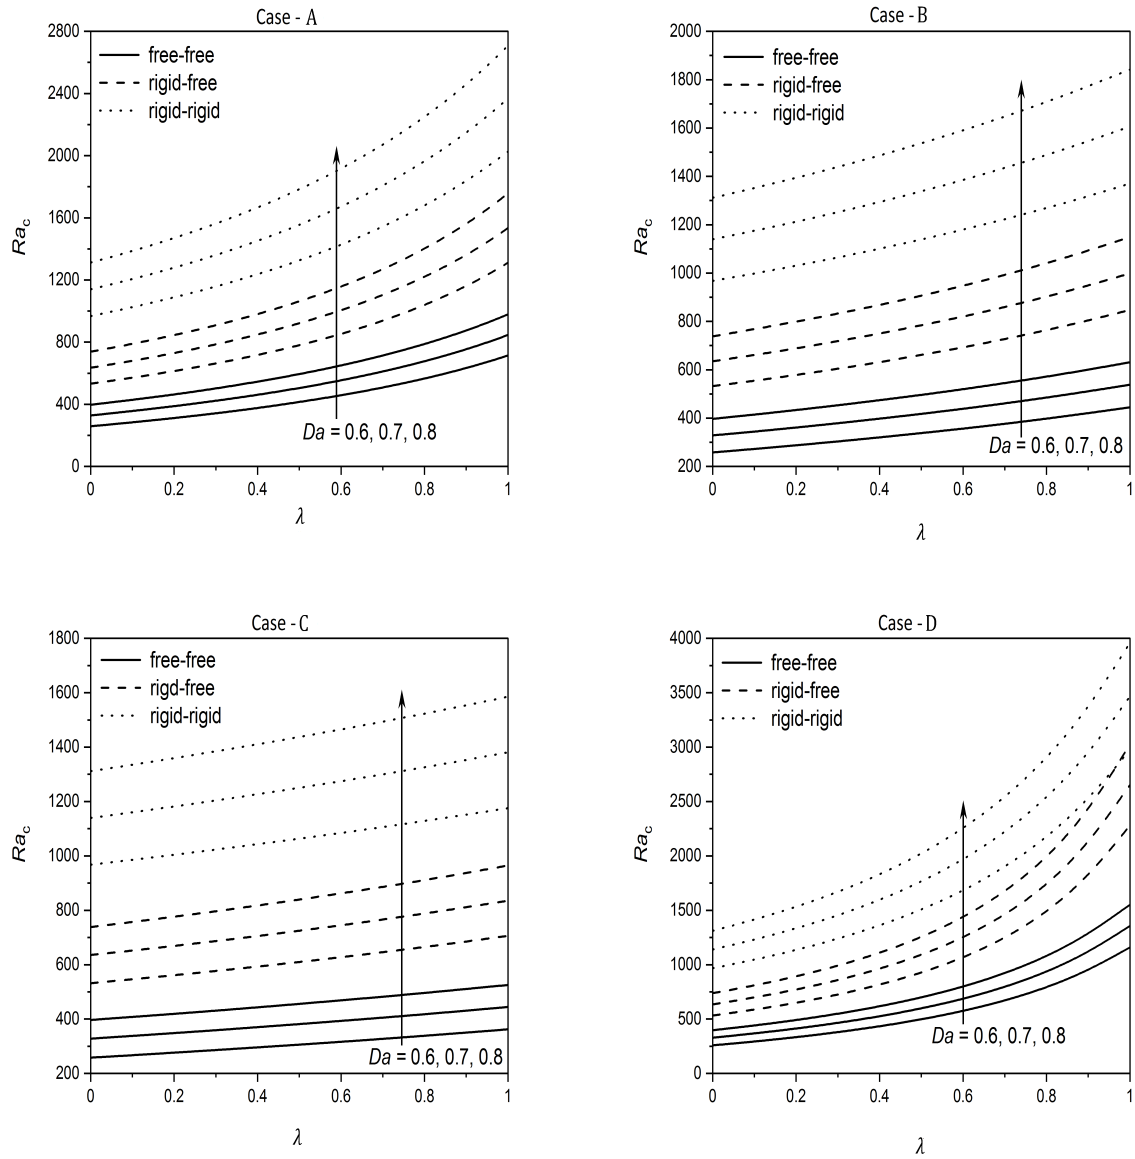 Case - A
2800
2400
2000
1600
1200
800
400
0
Ra_c
free-free
rigid-free
rigid-rigid
Da = 0.6, 0.7, 0.8
0 0.2 0.4 0.6 0.8 1
λ
Case - B
2000
1800
1600
1400
1200
1000
800
600
400
200
Ra_c
free-free
rigid-free
rigid-rigid
Da = 0.6, 0.7, 0.8
0 0.2 0.4 0.6 0.8 1
λ
Case - C
1800
1600
1400
1200
1000
800
600
400
200
Ra_c
free-free
rigd-free
rigid-rigid
Da = 0.6, 0.7, 0.8
0 0.2 0.4 0.6 0.8 1
λ
Case - D
4000
3500
3000
2500
2000
1500
1000
500
0
Ra_c
free-free
rigid-free
rigid-rigid
Da = 0.6, 0.7, 0.8
0 0.2 0.4 0.6 0.8 1
λ